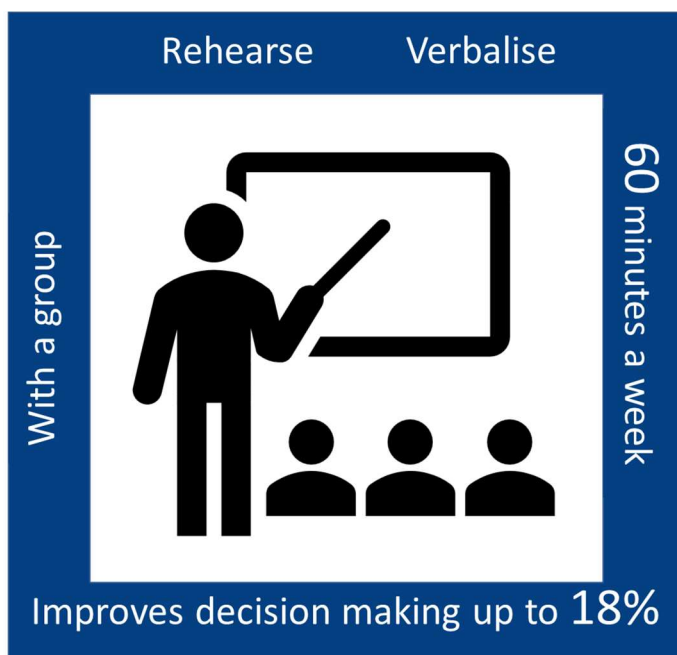 Rehearse Verbalise
With a group
60 minutes a week
Improves decision making up to 18%